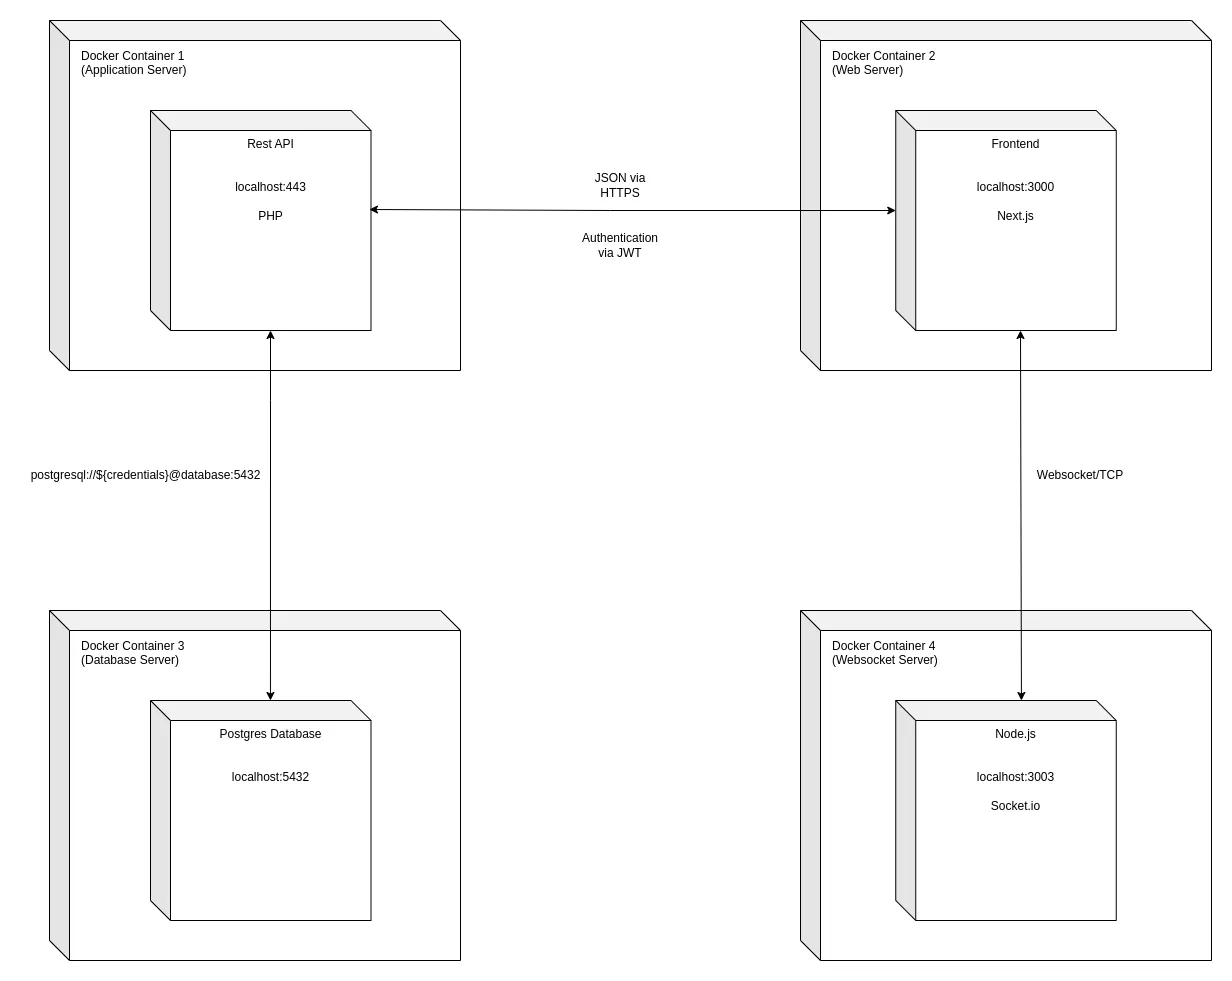 Docker Container 1
(Application Server)
Rest API
localhost:443
PHP
JSON via
HTTPS
Authentication
via JWT
Docker Container 2
(Web Server)
Frontend
localhost:3000
Next.js
postgresql://${credentials}@database:5432
Websocket/TCP
Docker Container 3
(Database Server)
Postgres Database
localhost:5432
Docker Container 4
(Websocket Server)
Node.js
localhost:3003
Socket.io